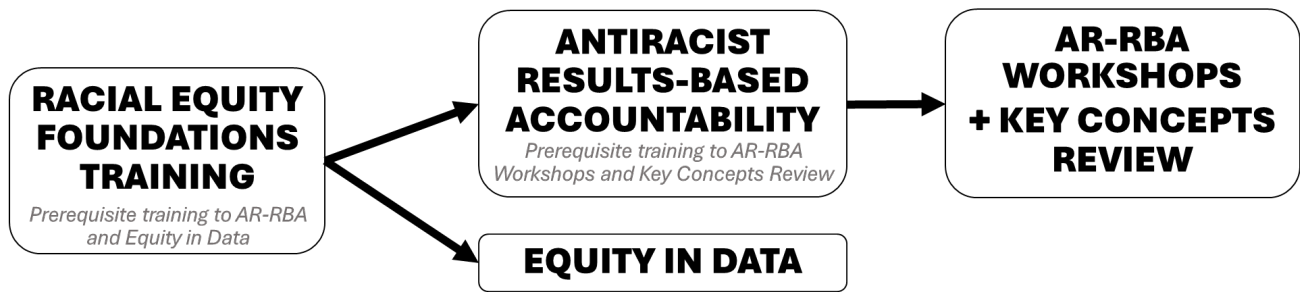 RACIAL EQUITY
FOUNDATIONS
TRAINING
Prerequisite training to AR-RBA
and Equity in Data
ANTIRACIST
RESULTS-BASED
ACCOUNTABILITY
Prerequisite training to AR-RBA
Workshops and Key Concepts Review
EQUITY IN DATA
AR-RBA
WORKSHOPS
+ KEY CONCEPTS
REVIEW